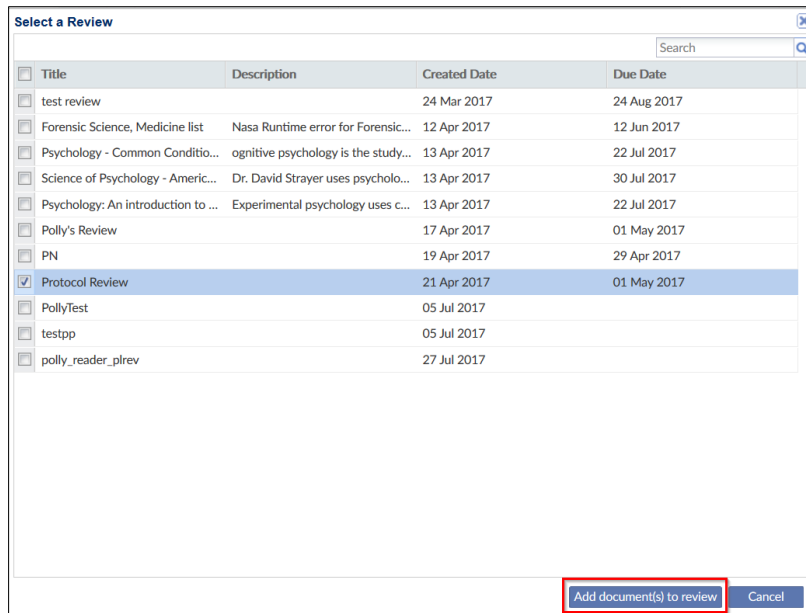 Select a Review
Search
Title Description Created Date Due Date
test review 24 Mar 2017 24 Aug 2017
Forensic Science, Medicine list Nasa Runtime error for Forensic... 12 Apr 2017 12 Jun 2017
Psychology - Common Conditio... ognitive psychology is the study... 13 Apr 2017 22 Jul 2017
Science of Psychology - Americ... Dr. David Strayer uses psycholo... 13 Apr 2017 30 Jul 2017
Psychology: An introduction to ... Experimental psychology uses c... 13 Apr 2017 22 Jul 2017
Polly's Review 17 Apr 2017 01 May 2017
PN 19 Apr 2017 29 Apr 2017
Protocol Review 21 Apr 2017 01 May 2017
PollyTest 05 Jul 2017
testpp 05 Jul 2017
polly_reader_plrev 27 Jul 2017
Add document(s) to review Cancel